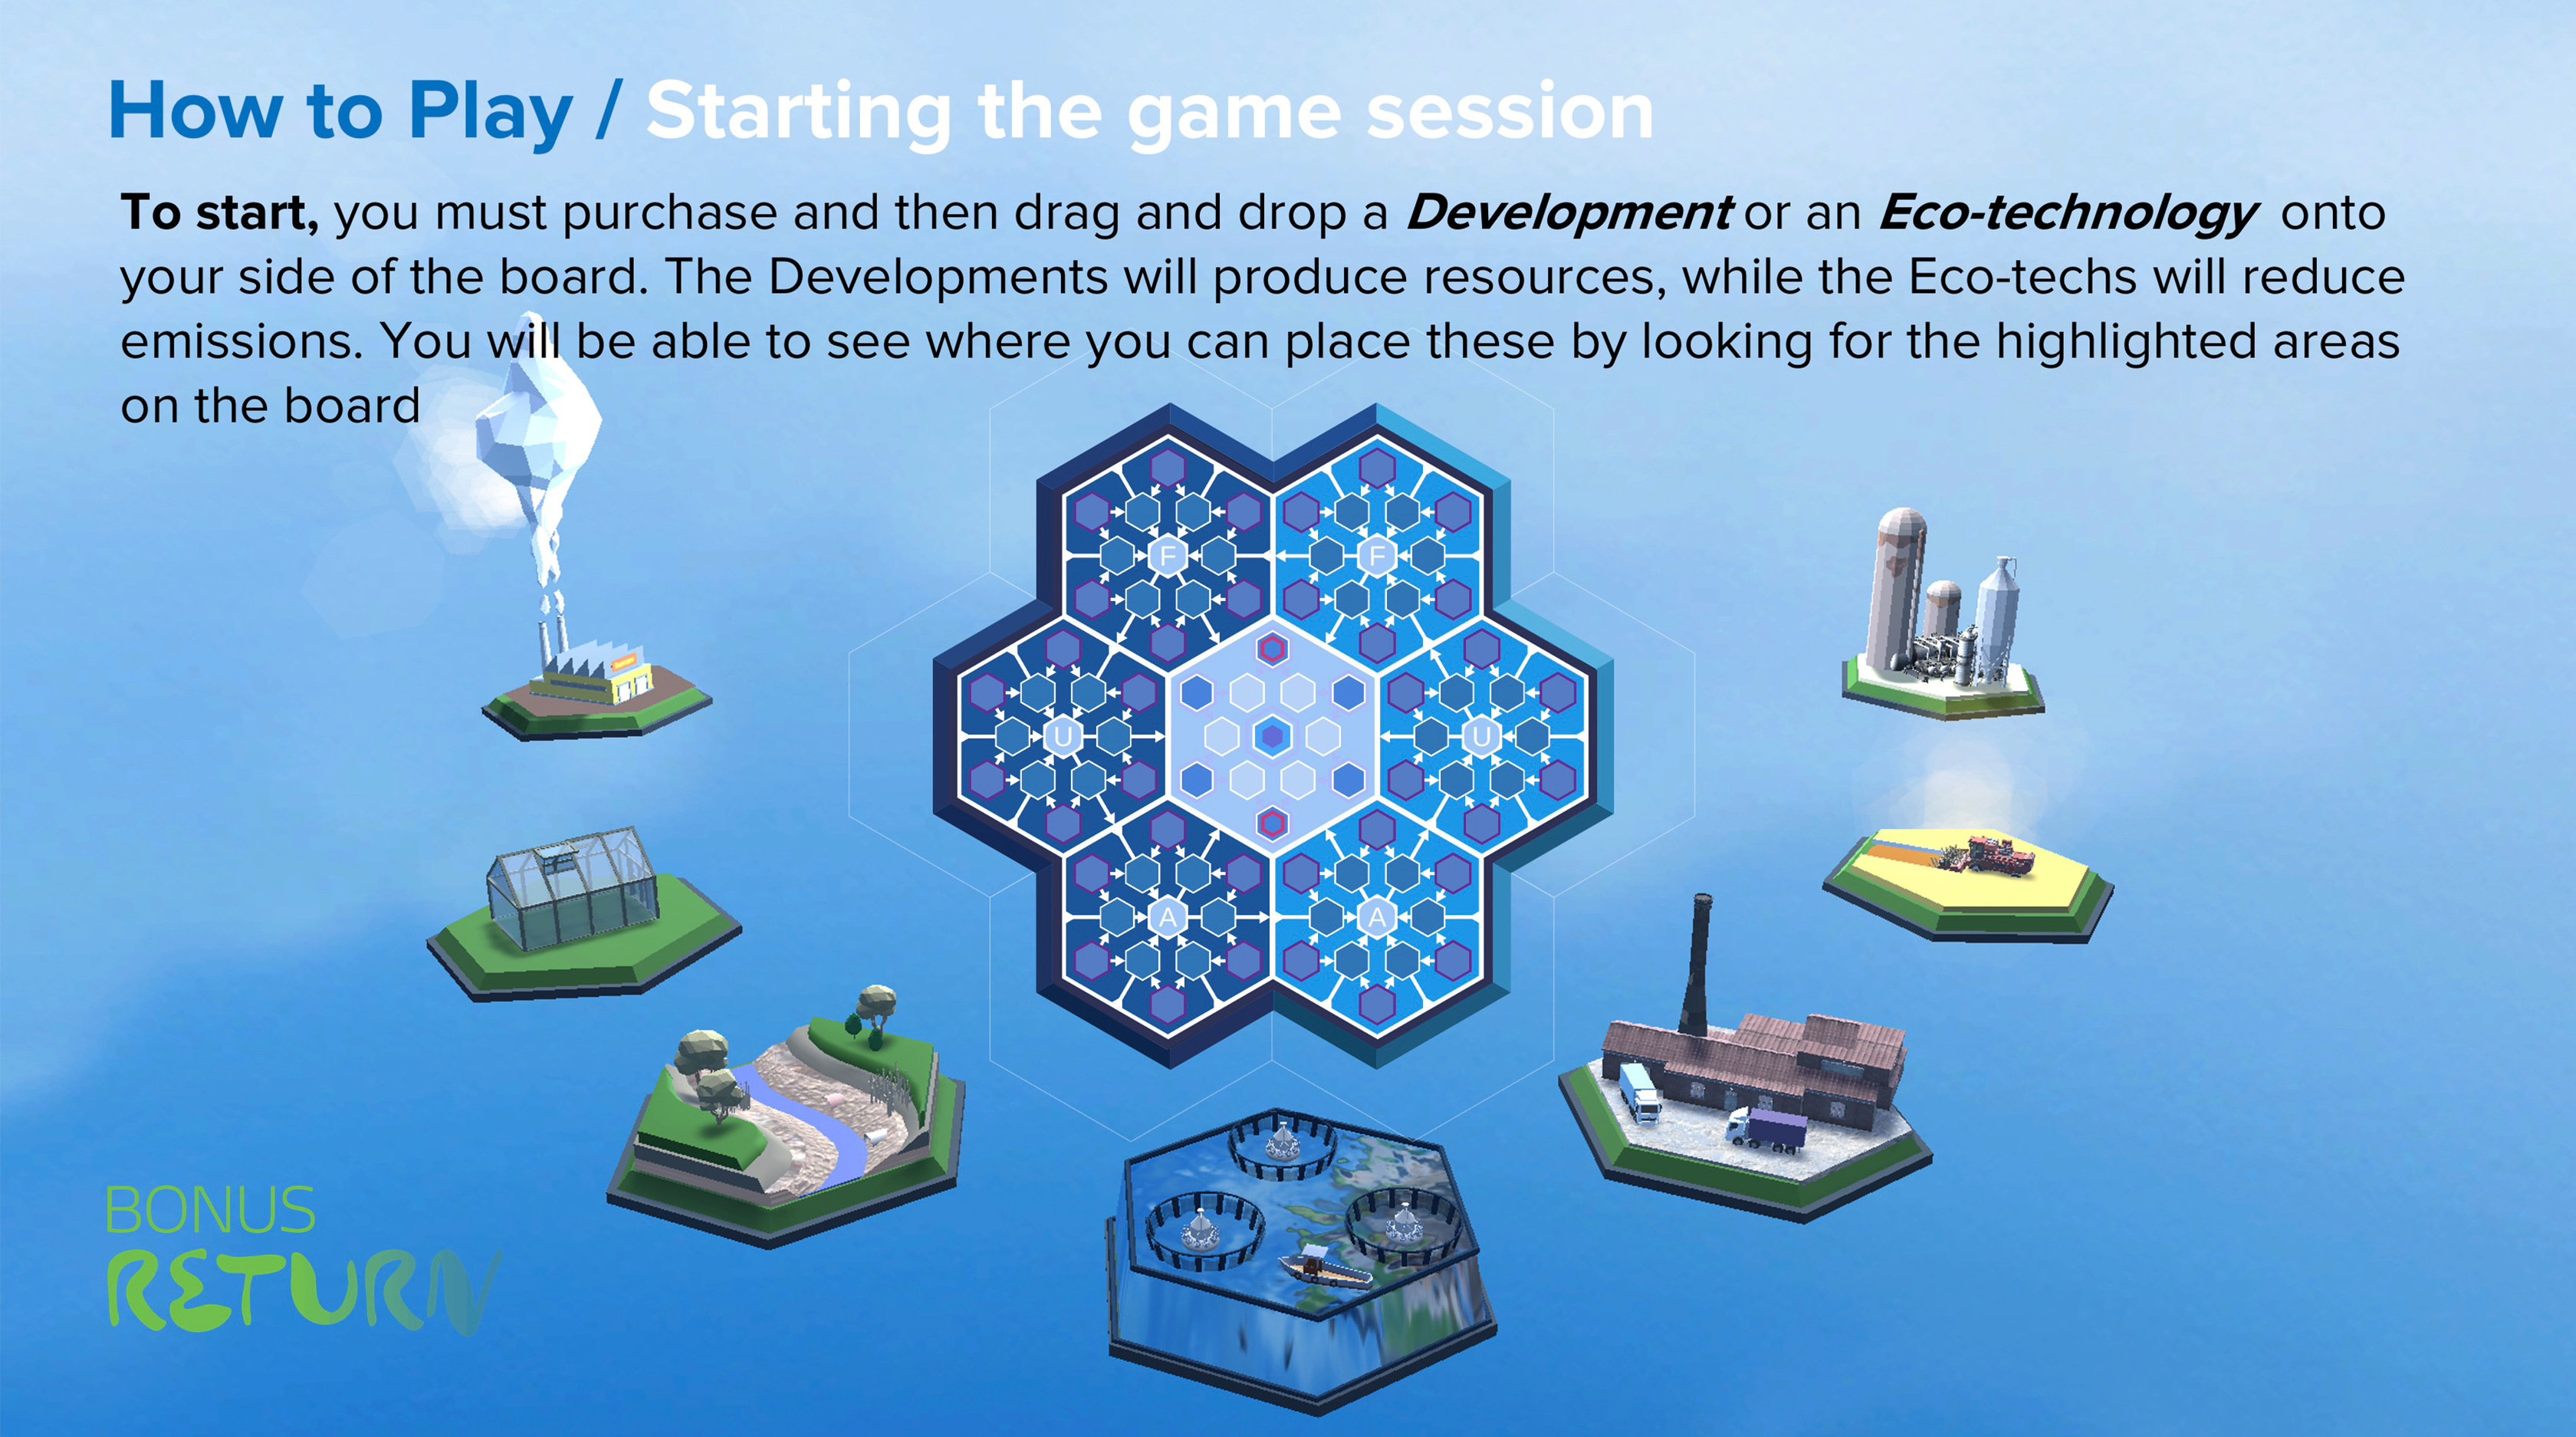 How to Play / Starting the game session
To start, you must purchase and then drag and drop a Development or an Eco-technology onto
your side of the board. The Developments will produce resources, while the Eco-techs will reduce
emissions. You will be able to see where you can place these by looking for the highlighted areas
on the board
F F
U U
A A
BONUS
RETURN